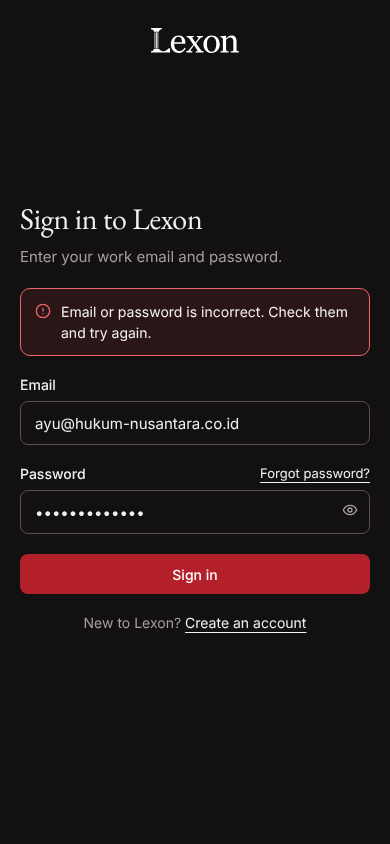 Lexon
Sign in to Lexon
Enter your work email and password.
Email or password is incorrect. Check them
and try again.
Email
ayu@hukum-nusantara.co.id
Password
Forgot password?
•••••••••••••
Sign in
New to Lexon? Create an account